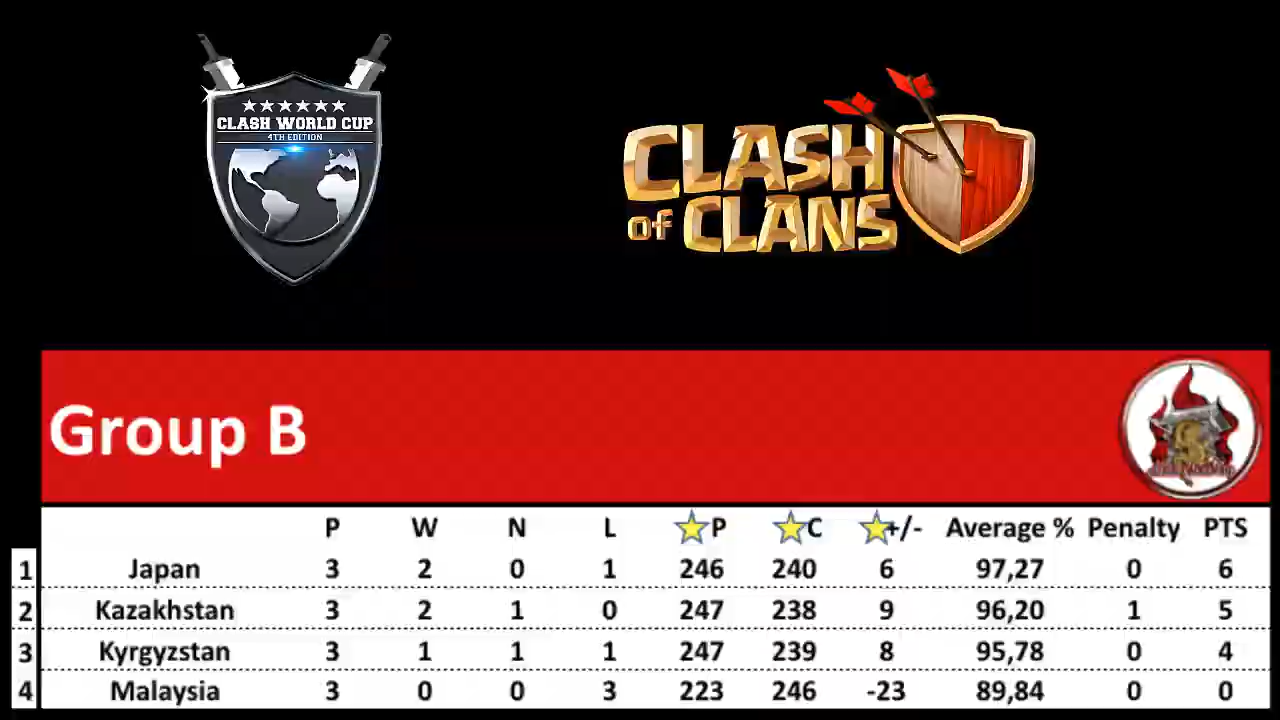 ★★★★★★
CLASH WORLD CUP
4TH EDITION
CLASH
of CLANS
Group B
P W N L ⭐P ⭐C ⭐+/- Average % Penalty PTS
1 Japan 3 2 0 1 246 240 6 97,27 0 6
2 Kazakhstan 3 2 1 0 247 238 9 96,20 1 5
3 Kyrgyzstan 3 1 1 1 247 239 8 95,78 0 4
4 Malaysia 3 0 0 3 223 246 -23 89,84 0 0